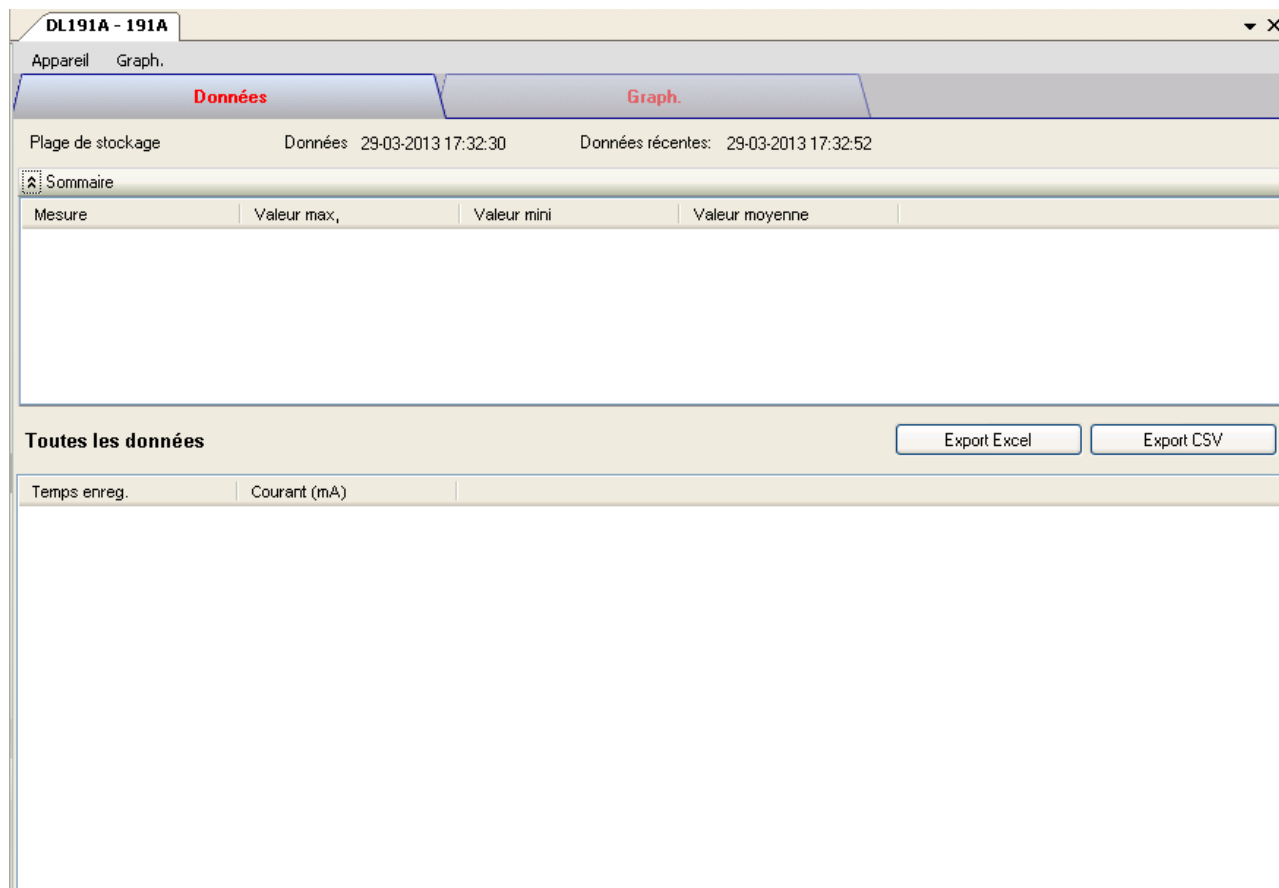 DL191A - 191A
Appareil Graph.
Données Graph.
Plage de stockage Données 29-03-2013 17:32:30 Données récentes: 29-03-2013 17:32:52
Sommaire
Mesure Valeur max, Valeur mini Valeur moyenne
Toutes les données Export Excel Export CSV
Temps enreg. Courant (mA)